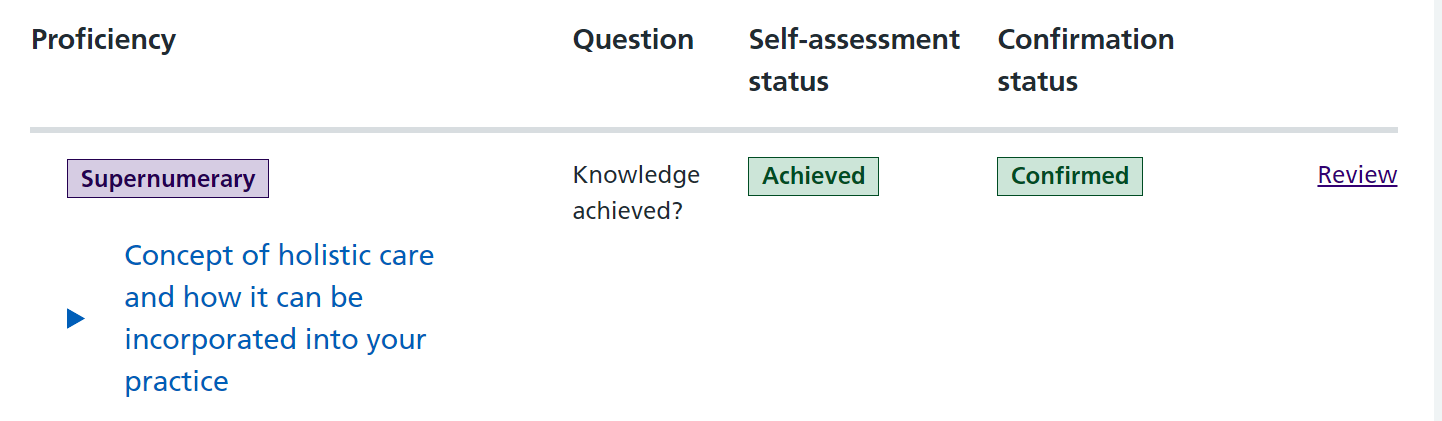 Proficiency
Question
Self-assessment
status
Confirmation
status
Supernumerary
Concept of holistic care
and how it can be
incorporated into your
practice
Knowledge
achieved?
Achieved
Confirmed
Review